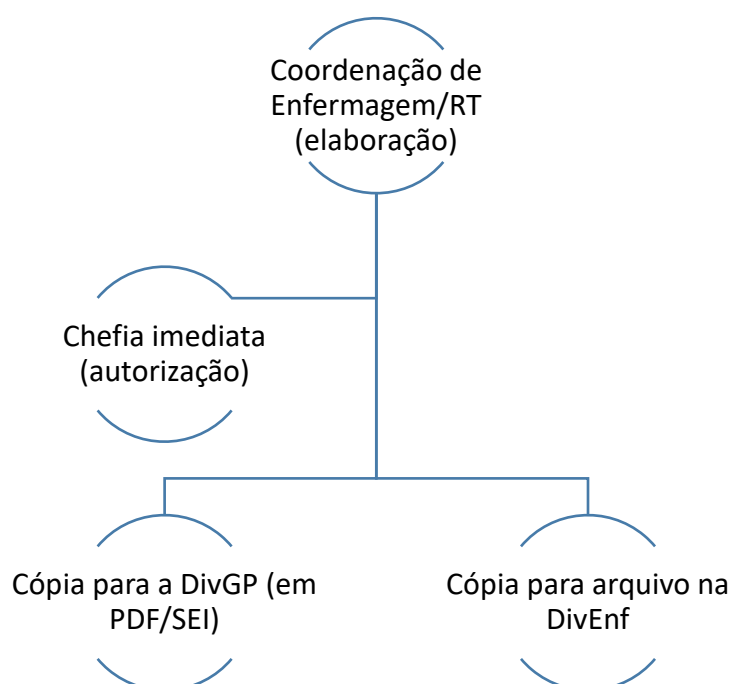 Coordenação de
Enfermagem/RT
(elaboração)
Chefia imediata
(autorização)
Cópia para a DivGP (em
PDF/SEI)
Cópia para arquivo na
DivEnf